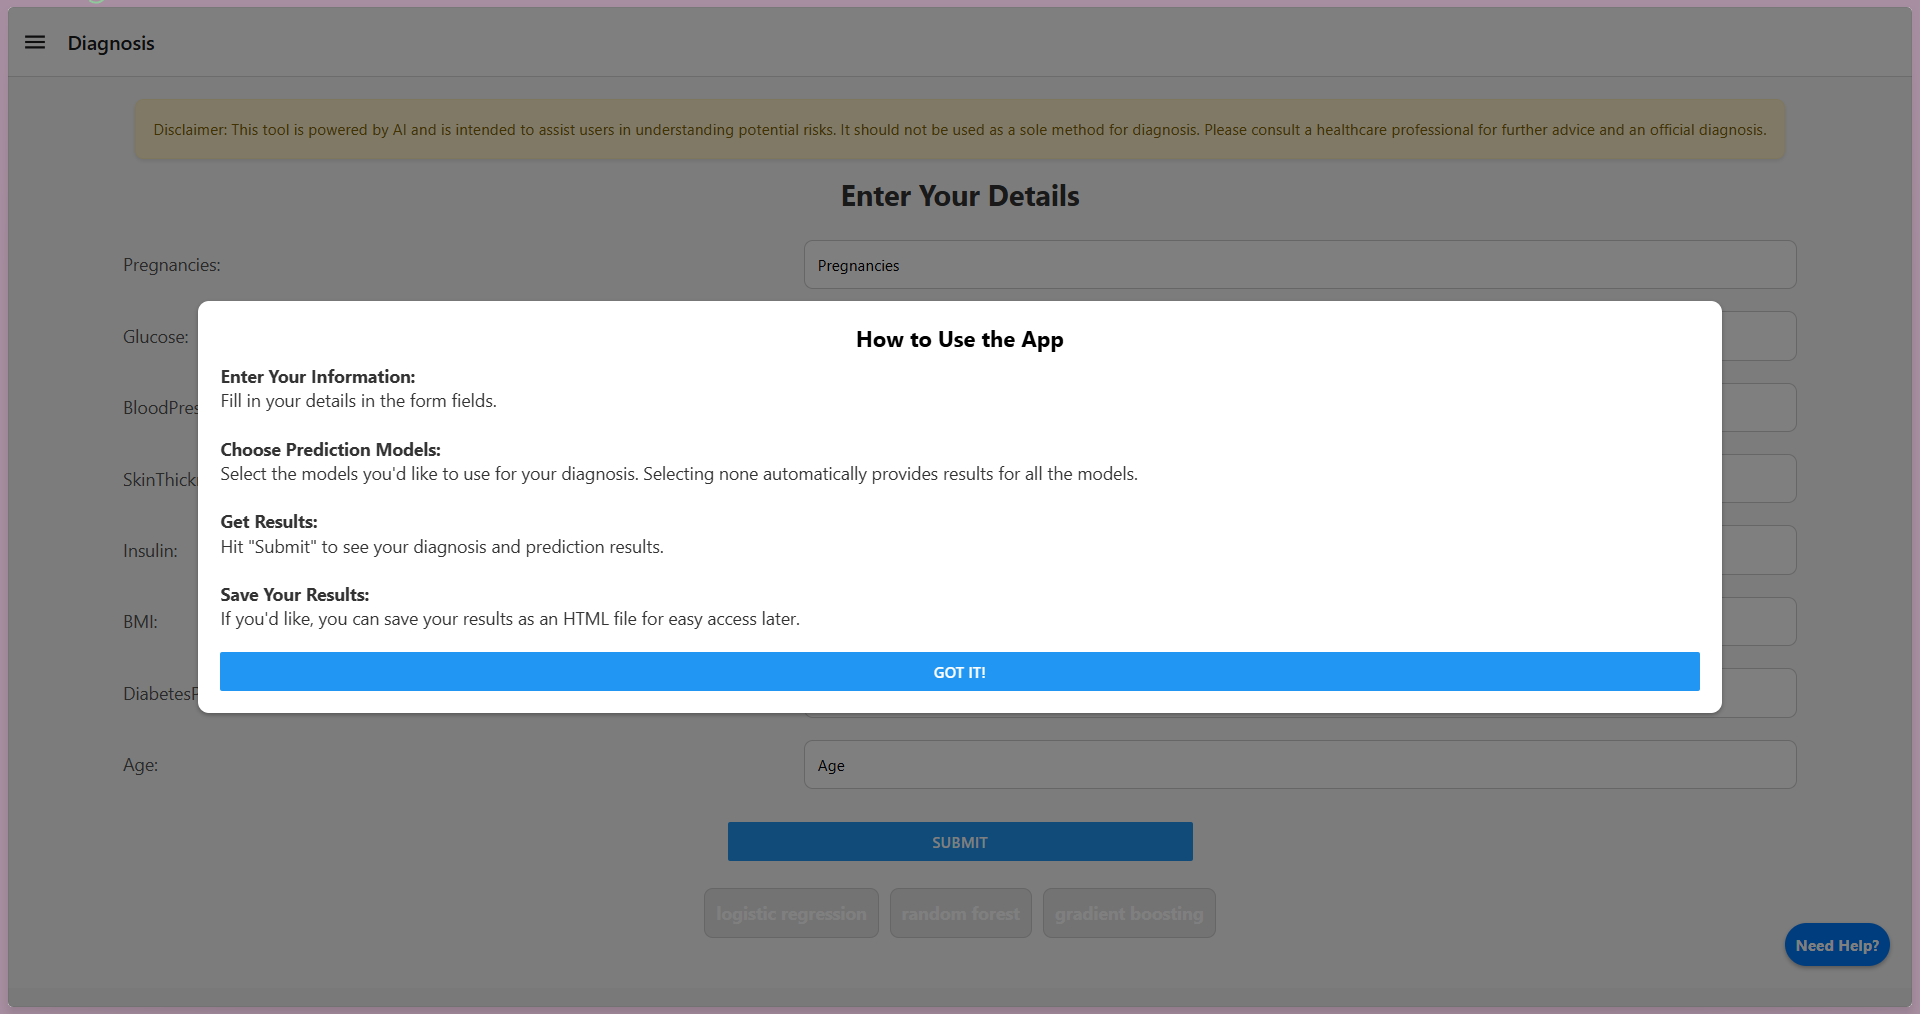 Diagnosis
Disclaimer: This tool is powered by AI and is intended to assist users in understanding potential risks. It should not be used as a sole method for diagnosis. Please consult a healthcare professional for further advice and an official diagnosis.
Enter Your Details
Pregnancies:
Pregnancies
Glucose:
How to Use the App
Enter Your Information:
Fill in your details in the form fields.
BloodPres
Choose Prediction Models:
Select the models you'd like to use for your diagnosis. Selecting none automatically provides results for all the models.
SkinThick
Get Results:
Hit "Submit" to see your diagnosis and prediction results.
Insulin:
Save Your Results:
If you'd like, you can save your results as an HTML file for easy access later.
BMI:
GOT IT!
DiabetesP
Age:
Age
SUBMIT
logistic regression
random forest
gradient boosting
Need Help?